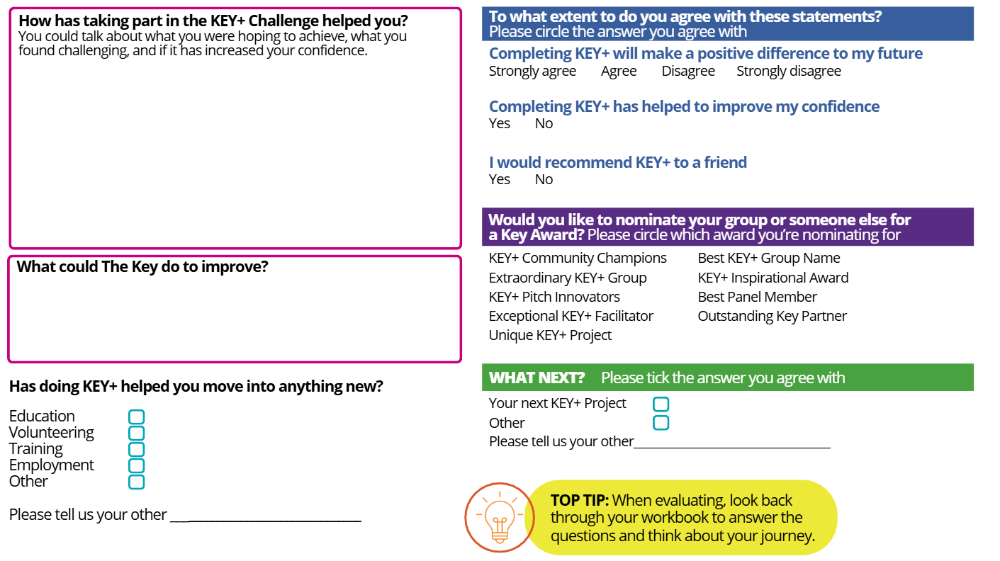 How has taking part in the KEY+ Challenge helped you?
You could talk about what you were hoping to achieve, what you
found challenging, and if it has increased your confidence.
What could The Key do to improve?
Has doing KEY+ helped you move into anything new?
Education
Volunteering
Training
Employment
Other
Please tell us your other ___________________________
To what extent to do you agree with these statements?
Please circle the answer you agree with
Completing KEY+ will make a positive difference to my future
Strongly agree Agree Disagree Strongly disagree
Completing KEY+ has helped to improve my confidence
Yes No
I would recommend KEY+ to a friend
Yes No
Would you like to nominate your group or someone else for
a Key Award? Please circle which award you’re nominating for
KEY+ Community Champions
Extraordinary KEY+ Group
KEY+ Pitch Innovators
Exceptional KEY+ Facilitator
Unique KEY+ Project
Best KEY+ Group Name
KEY+ Inspirational Award
Best Panel Member
Outstanding Key Partner
WHAT NEXT? Please tick the answer you agree with
Your next KEY+ Project
Other
Please tell us your other____________________________
TOP TIP: When evaluating, look back
through your workbook to answer the
questions and think about your journey.